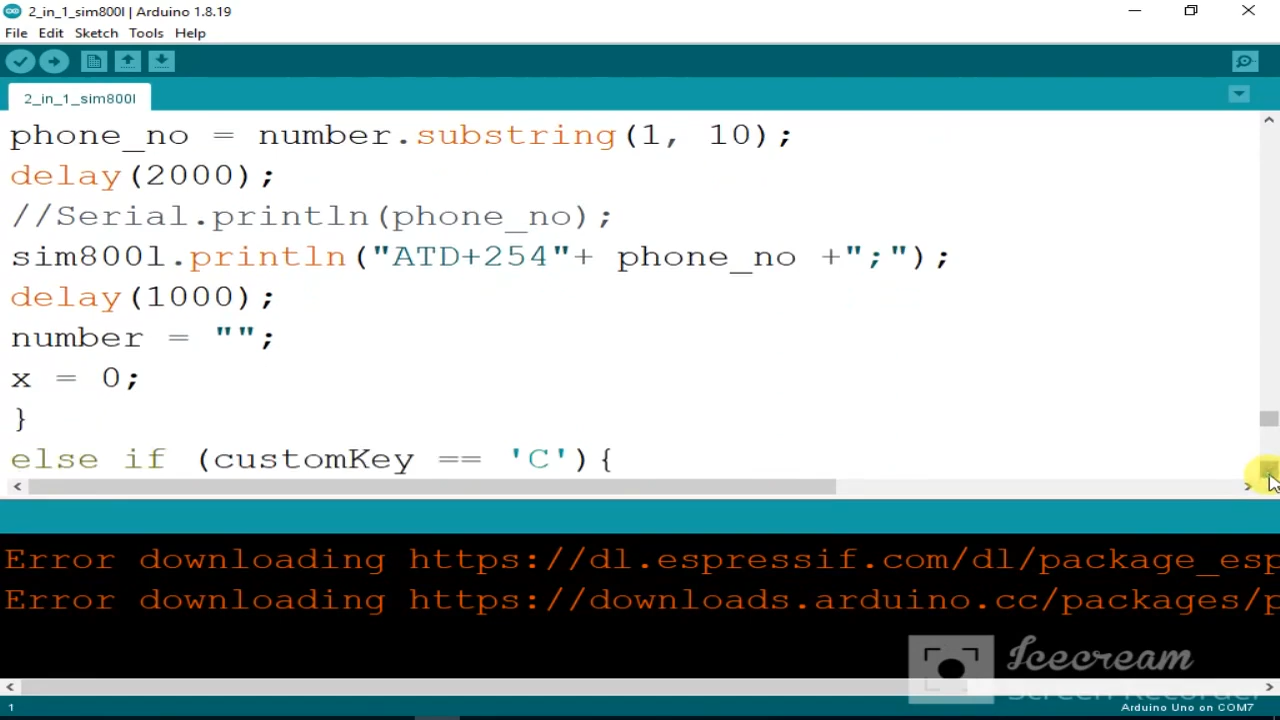 2_in_1_sim800l | Arduino 1.8.19
File Edit Sketch Tools Help
2_in_1_sim800l
phone_no = number.substring(1, 10);
delay(2000);
//Serial.println(phone_no);
sim800l.println("ATD+254"+ phone_no +";");
delay(1000);
number = "";
x = 0;
}
else if (customKey == 'C'){
Error downloading https://dl.espressif.com/dl/package_esp
Error downloading https://downloads.arduino.cc/packages/p
Icecream
Screen Recorder
1
Arduino Uno on COM7